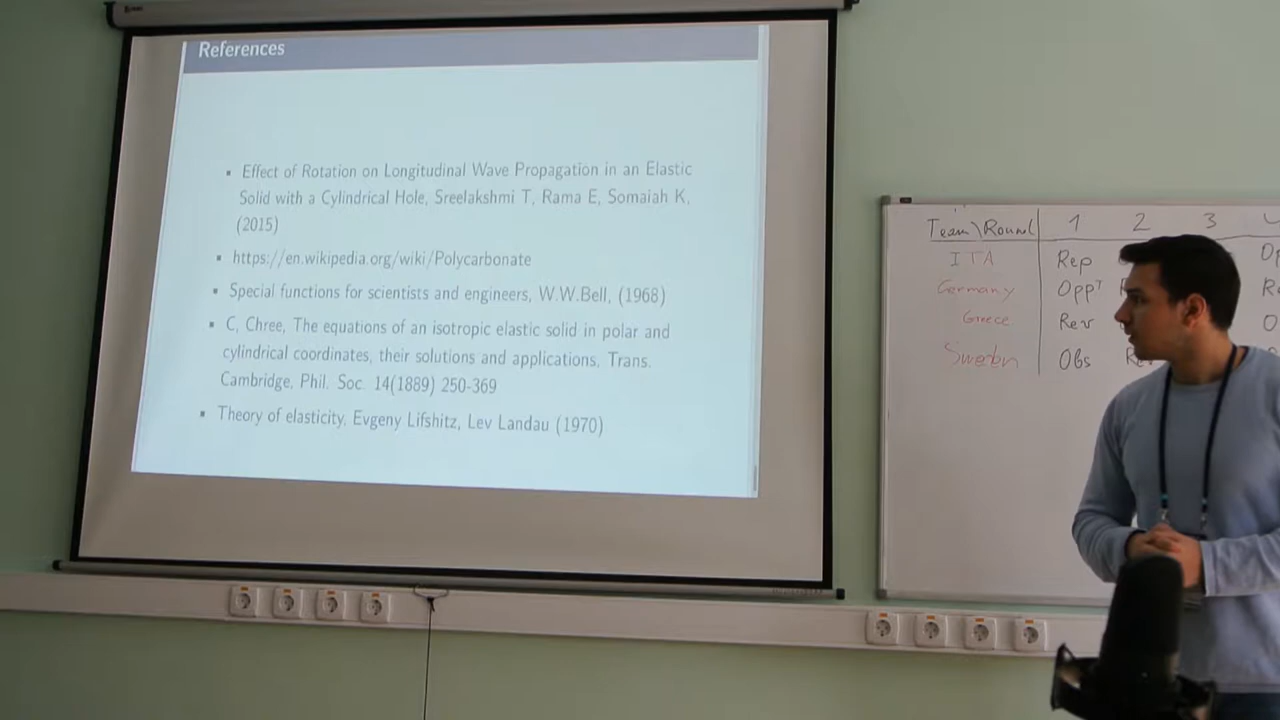 References
Effect of Rotation on Longitudinal Wave Propagation in an Elastic
Solid with a Cylindrical Hole, Sreelakshmi T, Rama E, Somaiah K,
(2015)
https://en.wikipedia.org/wiki/Polycarbonate
Special functions for scientists and engineers, W.W.Bell, (1968)
C, Chree, The equations of an isotropic elastic solid in polar and
cylindrical coordinates, their solutions and applications, Trans.
Cambridge, Phil. Soc. 14(1889) 250-369
Theory of elasticity, Evgeny Lifshitz, Lev Landau (1970)
Team\Round 1 2 3
ITA Rep
Germany Opp
Greece Rev
Sweden Obs